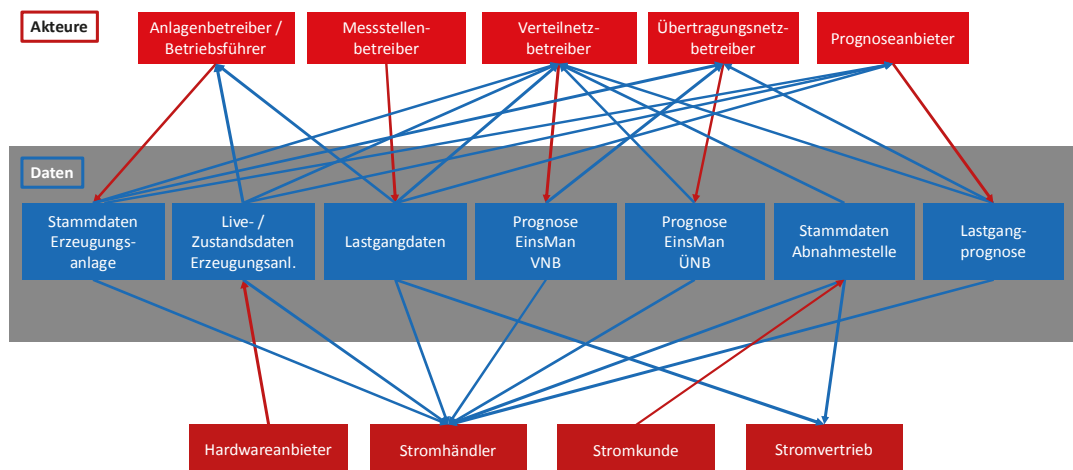 Akteure
Anlagenbetreiber /
Betriebsführer
Messstellen-
betreiber
Verteilnetz-
betreiber
Übertragungsnetz-
betreiber
Prognoseanbieter
Daten
Stammdaten
Erzeugungs-
anlage
Live- /
Zustandsdaten
Erzeugungsanl.
Lastgangdaten
Prognose
EinsMan
VNB
Prognose
EinsMan
ÜNB
Stammdaten
Abnahmestelle
Lastgang-
prognose
Hardwareanbieter
Stromhändler
Stromkunde
Stromvertrieb